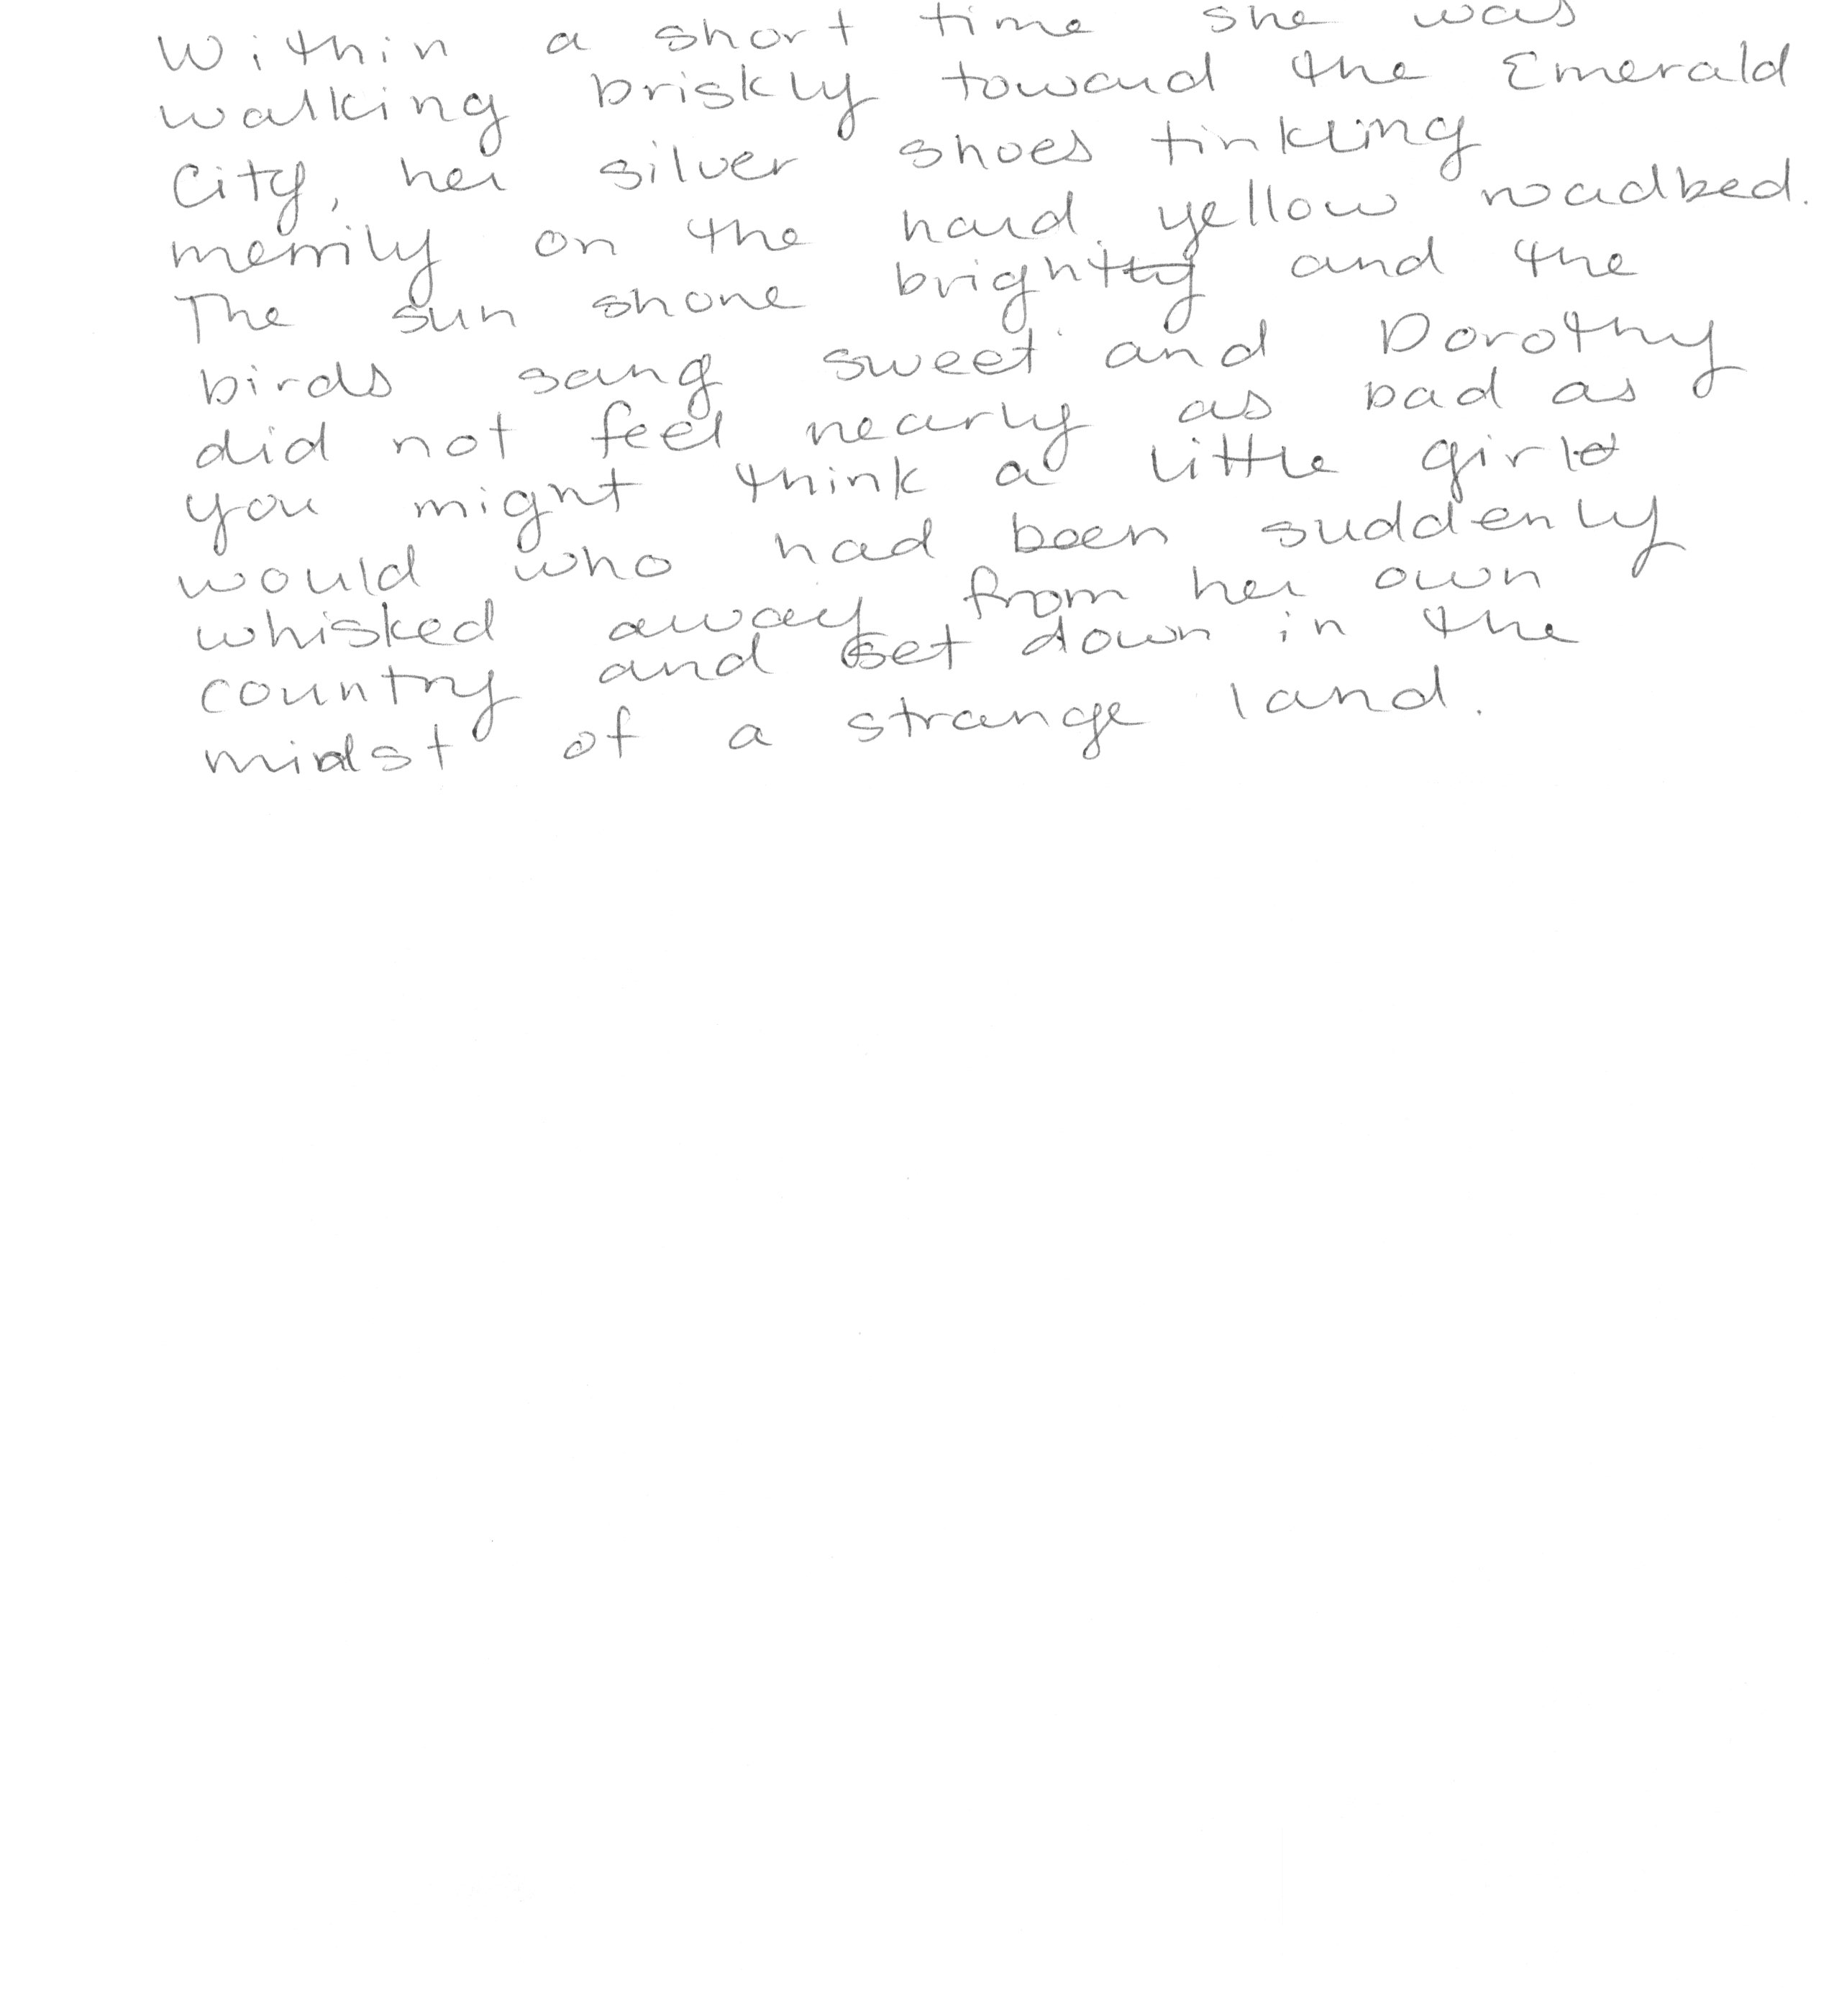 Within a short time she was
walking briskly toward the Emerald
City, her silver shoes tinkling
merrily on the hard, yellow roadbed.
The sun shone bright and the
birds sang sweet and Dorothy
did not feel nearly as bad as
you might think a little girl
would who had been suddenly
whisked away from her own
country and set down in the
midst of a strange land.